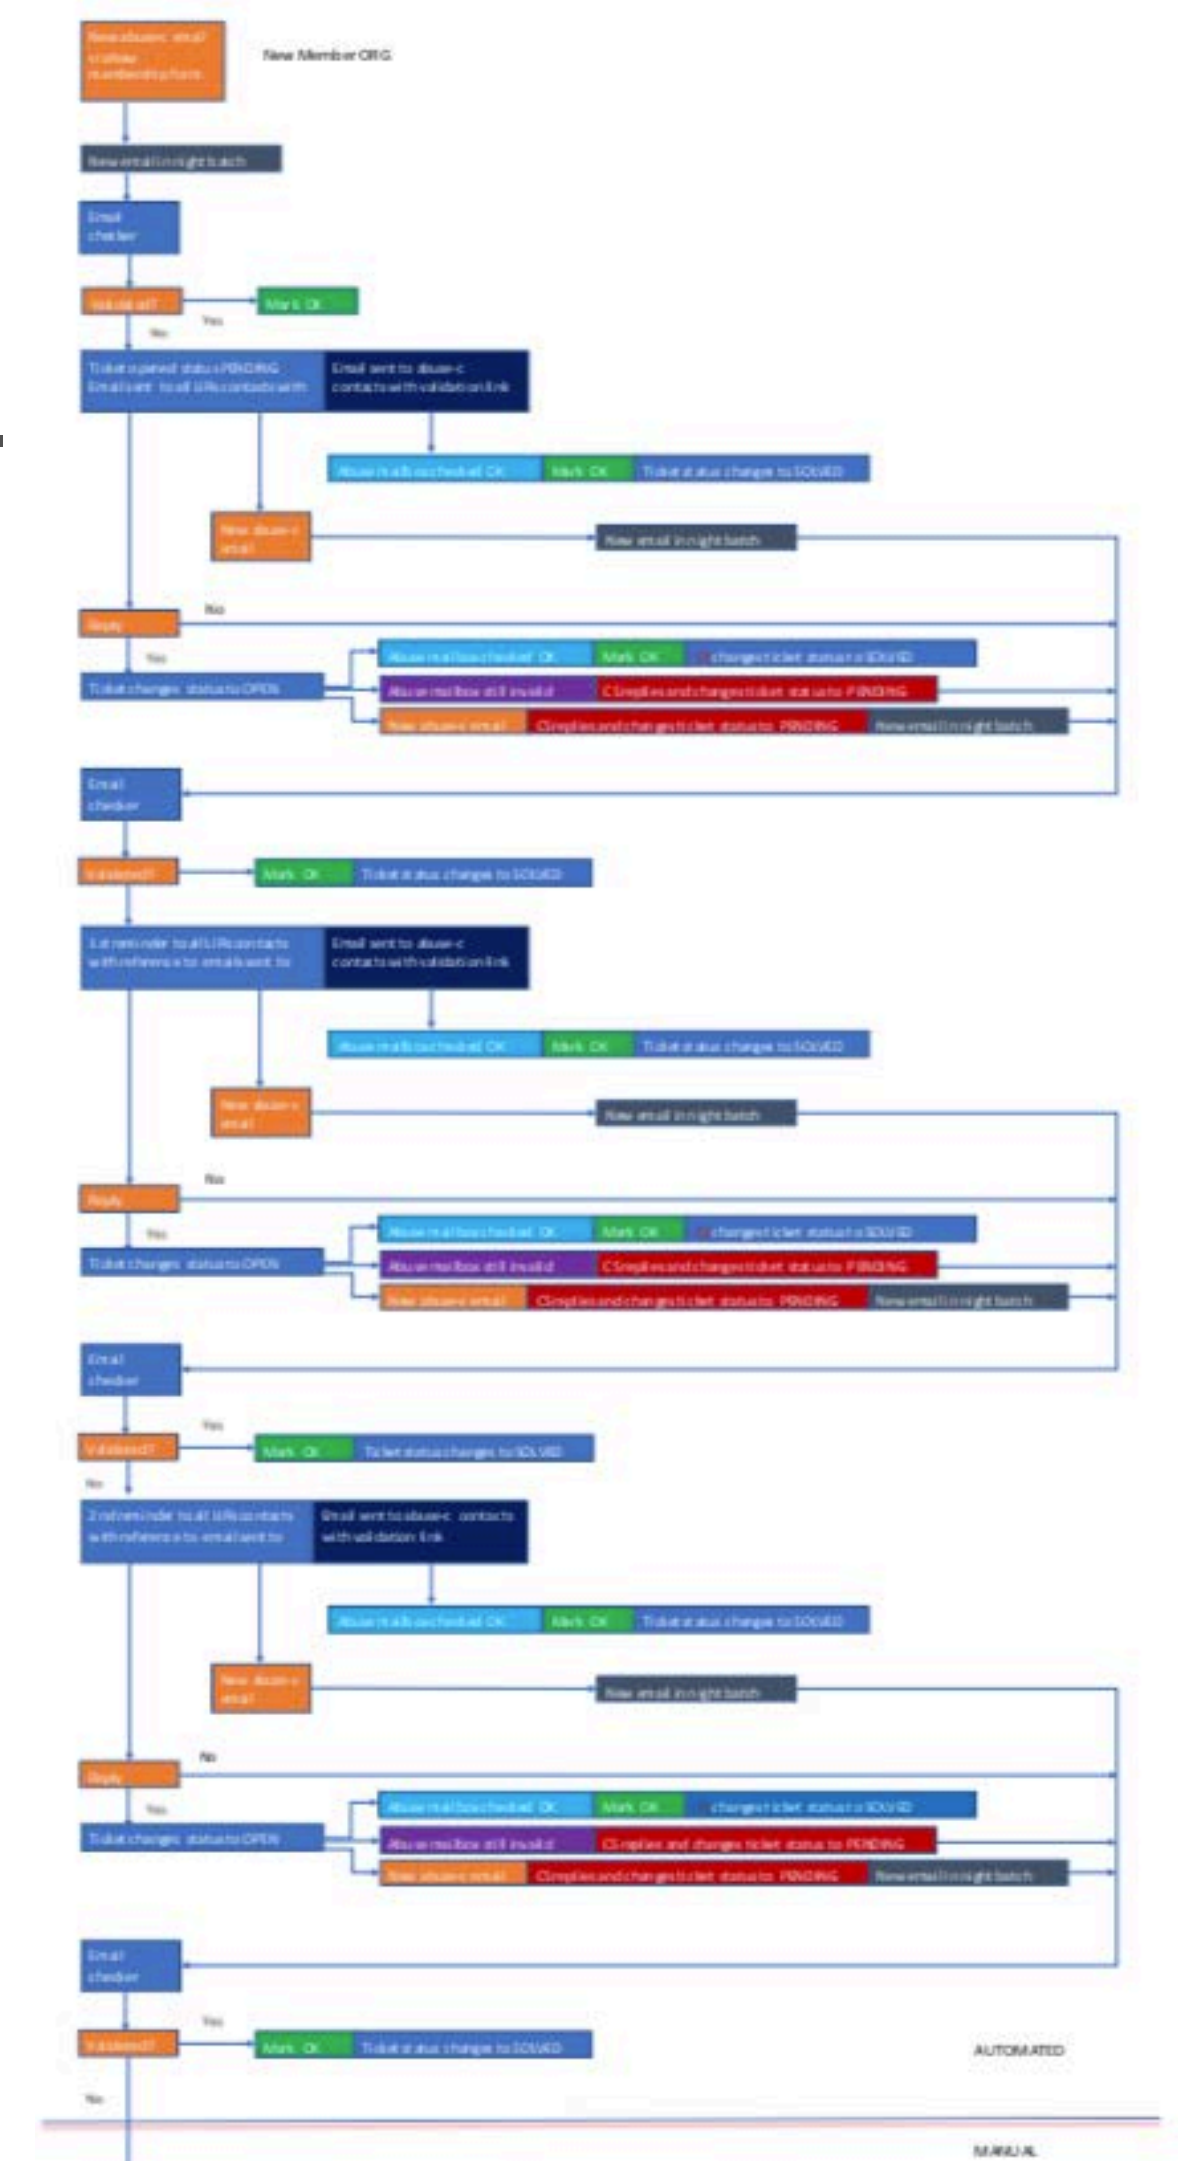 New abuse-c email
via new
membership form
New Member ORG
New email in night batch
Email
checker
Validated?
Mark OK
Yes
No
Ticket opened status PENDING
Email sent to all LIRs contacts with
Email sent to abuse-c
contacts with validation link
Abuse mailbox checked OK
Mark OK
Ticket status changes to SOLVED
New abuse-c
email
New email in night batch
No
Reply
Yes
Ticket changes status to OPEN
Abuse mailbox checked OK
Mark OK
changes ticket status to SOLVED
Abuse mailbox still invalid
CS replies and changes ticket status to PENDING
New abuse-c email
CS replies and changes ticket status to PENDING
New email in night batch
Email
checker
Validated?
Mark OK
Ticket status changes to SOLVED
1st reminder to all LIRs contacts
with reference to emails sent to
Email sent to abuse-c
contacts with validation link
Abuse mailbox checked OK
Mark OK
Ticket status changes to SOLVED
New abuse-c
email
New email in night batch
No
Reply
Yes
Ticket changes status to OPEN
Abuse mailbox checked OK
Mark OK
changes ticket status to SOLVED
Abuse mailbox still invalid
CS replies and changes ticket status to PENDING
New abuse-c email
CS replies and changes ticket status to PENDING
New email in night batch
Email
checker
Yes
Validated?
Mark OK
Ticket status changes to SOLVED
No
2nd reminder to all LIRs contacts
with reference to email sent to
Email sent to abuse-c contacts
with validation link
Abuse mailbox checked OK
Mark OK
Ticket status changes to SOLVED
New abuse-c
email
New email in night batch
No
Reply
Yes
Ticket changes status to OPEN
Abuse mailbox checked OK
Mark OK
changes ticket status to SOLVED
Abuse mailbox still invalid
CS replies and changes ticket status to PENDING
New abuse-c email
CS replies and changes ticket status to PENDING
New email in night batch
Email
checker
Yes
Validated?
Mark OK
Ticket status changes to SOLVED
AUTOMATED
No
MANUAL